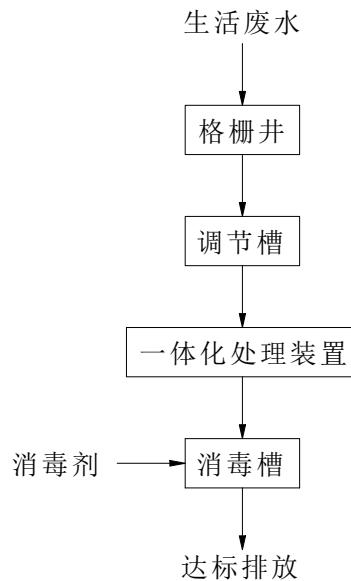 生活废水
格栅井
调节槽
一体化处理装置
消毒剂
消毒槽
达标排放